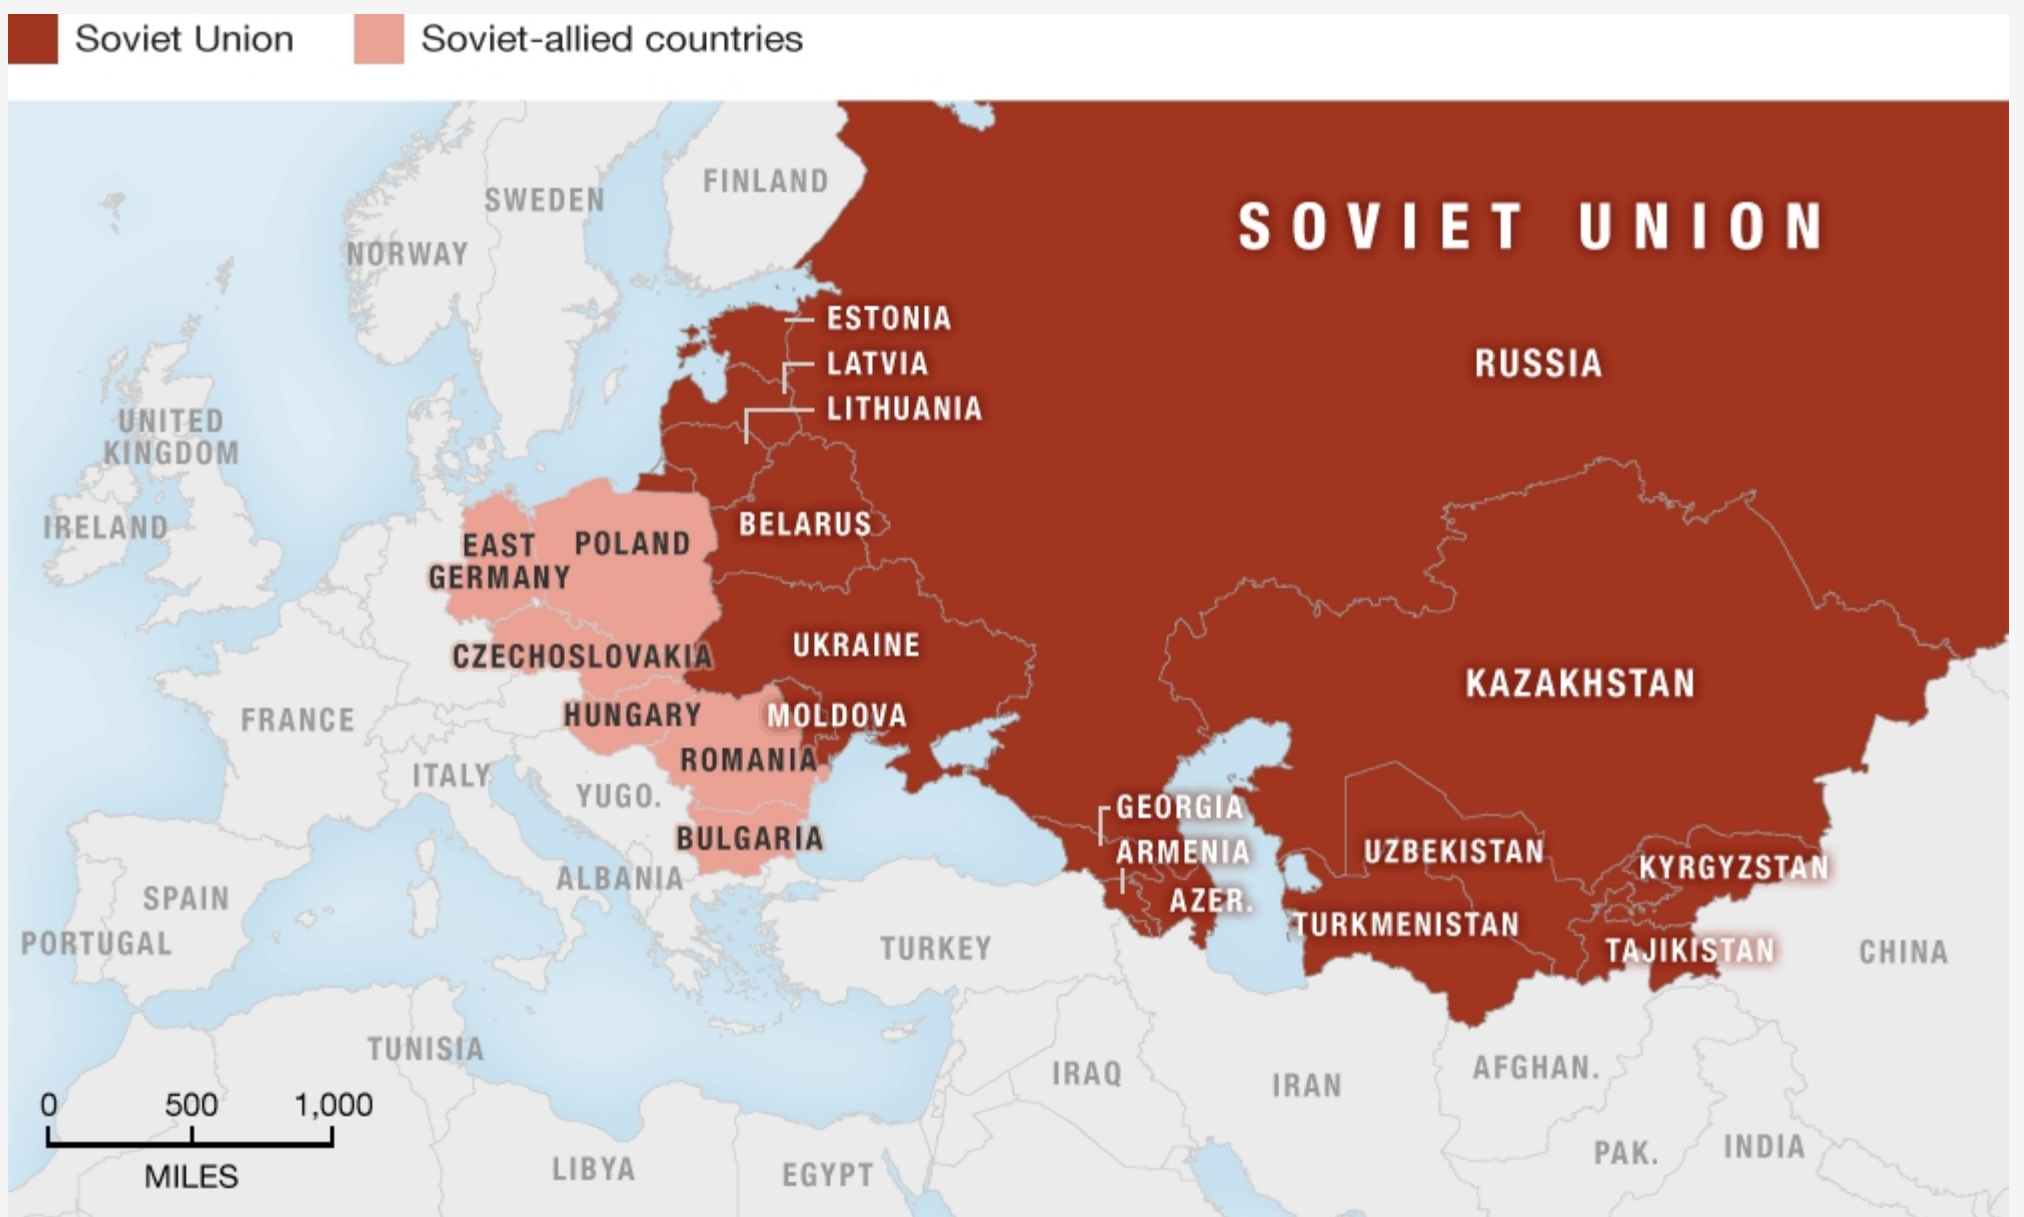 Soviet Union
Soviet-allied countries
SOVIET UNION
FINLAND
SWEDEN
NORWAY
ESTONIA
LATVIA
LITHUANIA
RUSSIA
UNITED
KINGDOM
IRELAND
BELARUS
EAST
GERMANY
POLAND
CZECHOSLOVAKIA
UKRAINE
KAZAKHSTAN
FRANCE
HUNGARY
MOLDOVA
ROMANIA
ITALY
YUGO.
BULGARIA
GEORGIA
ARMENIA
AZER.
UZBEKISTAN
KYRGYZSTAN
ALBANIA
SPAIN
PORTUGAL
TURKEY
TURKMENISTAN
TAJIKISTAN
CHINA
TUNISIA
IRAQ
IRAN
AFGHAN.
PAK.
INDIA
LIBYA
EGYPT
0 500 1,000
MILES